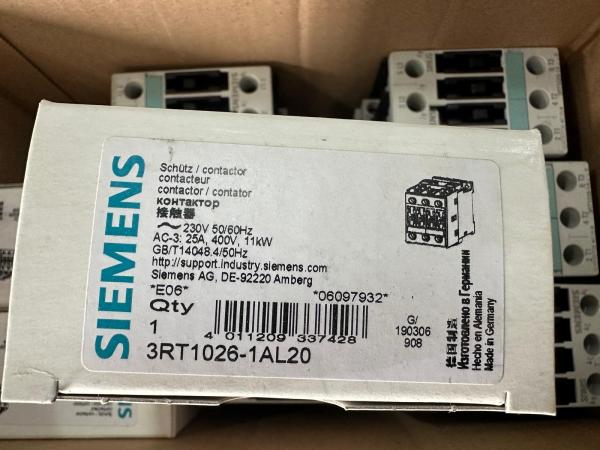 SIEMENS
Schütz / contactor
contacteur
contactor / contator
контактор
接触器
~ 230V 50/60Hz
AC-3: 25A, 400V, 11kW
GB/T14048.4/50Hz
http://support.industry.siemens.com
Siemens AG, DE-92220 Amberg
*E06*
*06097932*
Qty
1
4 011209 337428
3RT1026-1AL20
G/
190306
908
德国制造
Изготовлено в Германии
Hecho en Alemania
Made in Germany